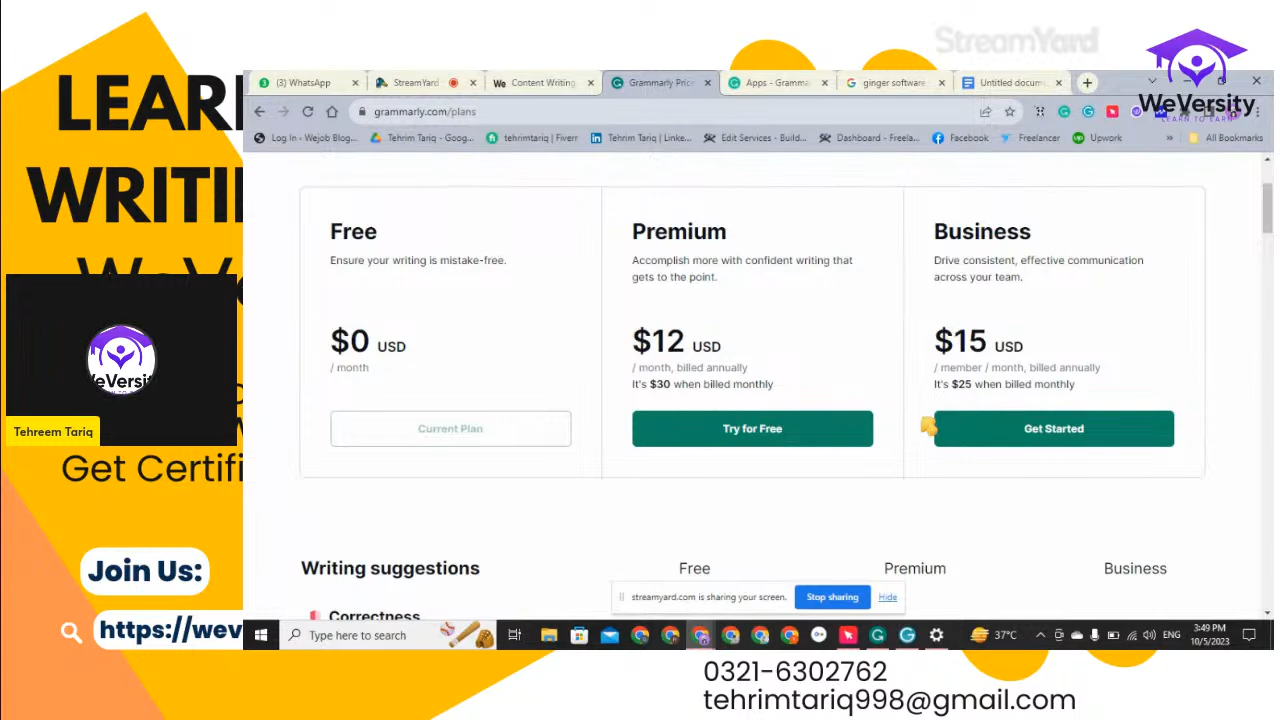 StreamYard
WeVersity
LEARN TO EARN
LEARN
WRITI
WeV
(3) WhatsApp
StreamYard
Content Writing
Grammarly Pric
Apps - Gramma
ginger software
Untitled docum
grammarly.com/plans
Log In - Wejob Blog...
Tehrim Tariq - Goog...
tehrimtariq | Fiverr
Tehrim Tariq | Linke...
Edit Services - Build...
Dashboard - Freela...
Facebook
Freelancer
Upwork
»
All Bookmarks
Free
Ensure your writing is mistake-free.
$0 USD
/ month
Current Plan
Premium
Accomplish more with confident writing that
gets to the point.
$12 USD
/ month, billed annually
It's $30 when billed monthly
Try for Free
Business
Drive consistent, effective communication
across your team.
$15 USD
/ member / month, billed annually
It's $25 when billed monthly
Get Started
WeVersity
Tehreem Tariq
Get Certifi
Writing suggestions
Free
Premium
Business
Correctness
streamyard.com is sharing your screen.
Stop sharing
Hide
Join Us:
https://wev
Type here to search
37°C
ENG
3:49 PM
10/5/2023
0321-6302762
tehrimtariq998@gmail.com